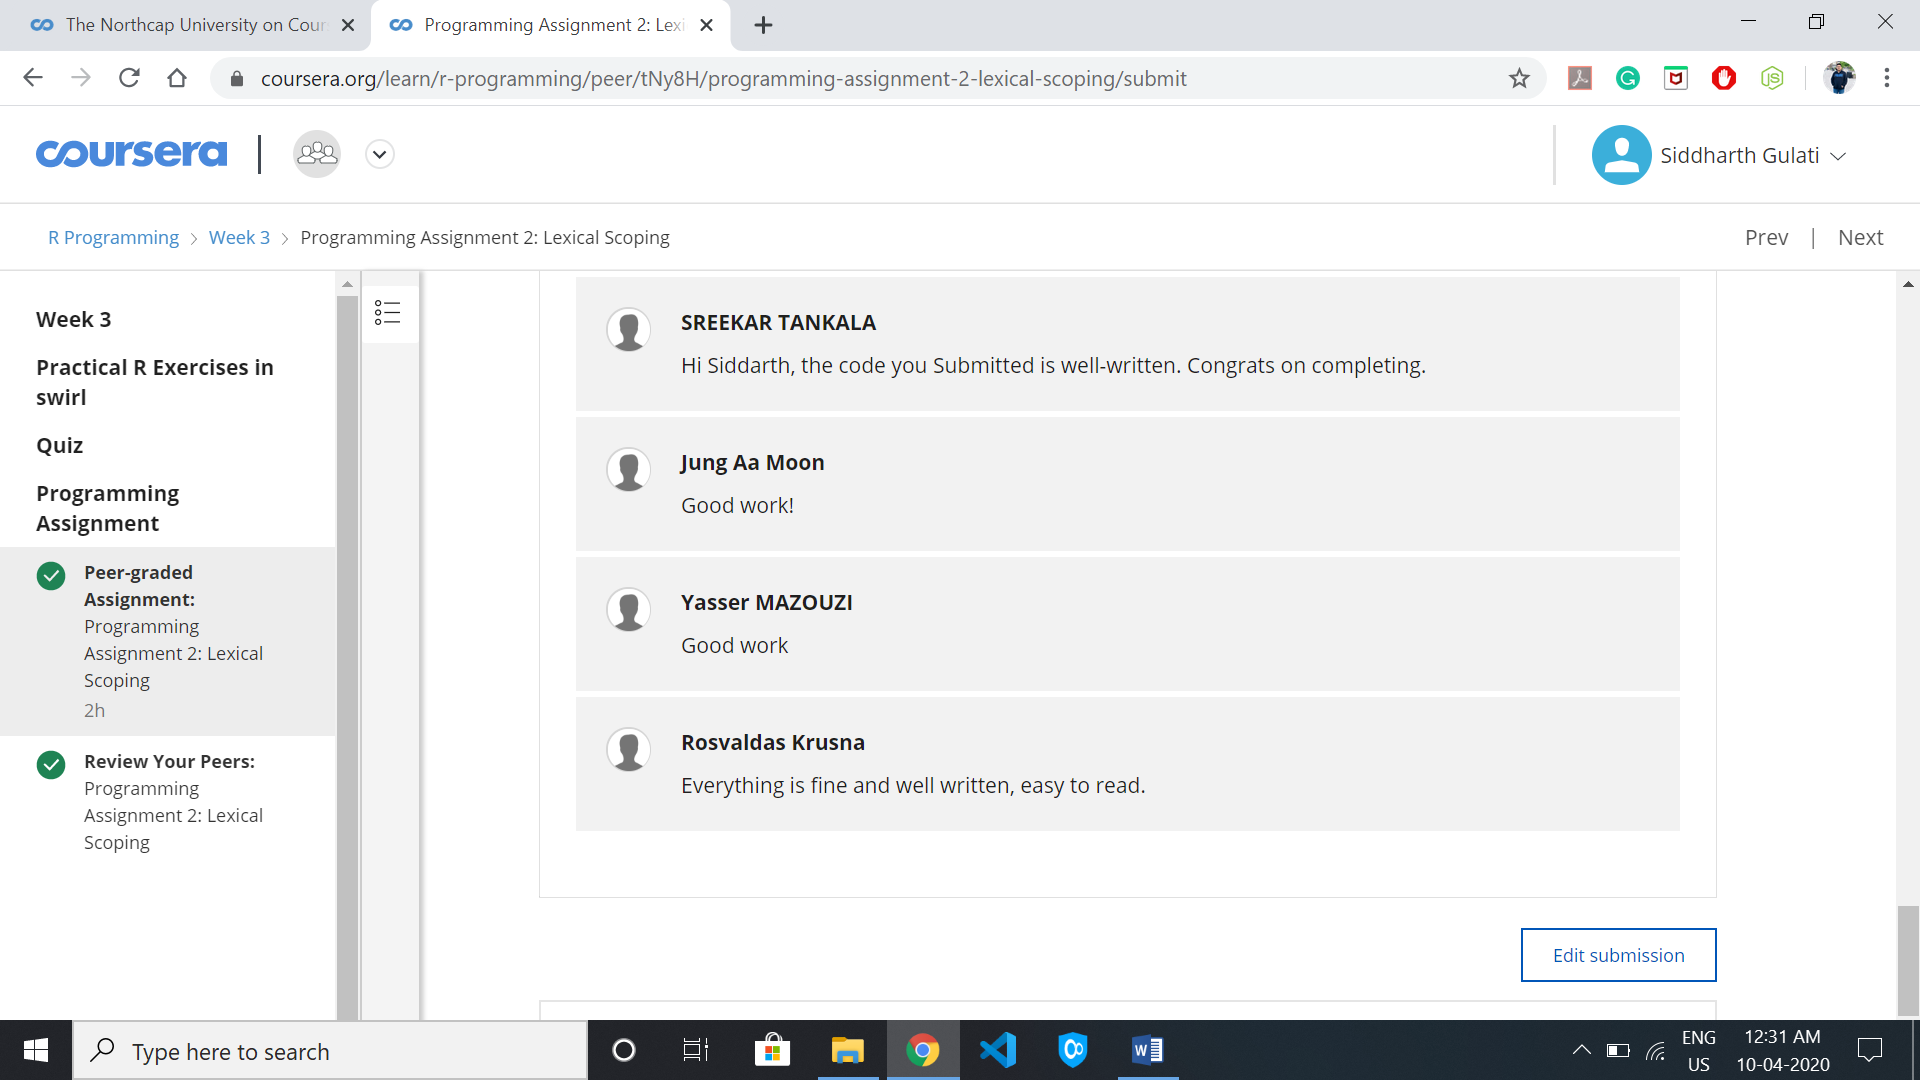 The Northcap University on Cour
Programming Assignment 2: Lexi
coursera.org/learn/r-programming/peer/tNy8H/programming-assignment-2-lexical-scoping/submit
coursera
Siddharth Gulati
R Programming > Week 3 > Programming Assignment 2: Lexical Scoping
Prev | Next
Week 3
Practical R Exercises in
swirl
Quiz
Programming
Assignment
Peer-graded
Assignment:
Programming
Assignment 2: Lexical
Scoping
2h
Review Your Peers:
Programming
Assignment 2: Lexical
Scoping
SREEKAR TANKALA
Hi Siddarth, the code you Submitted is well-written. Congrats on completing.
Jung Aa Moon
Good work!
Yasser MAZOUZI
Good work
Rosvaldas Krusna
Everything is fine and well written, easy to read.
Edit submission
Type here to search
ENG
US
12:31 AM
10-04-2020